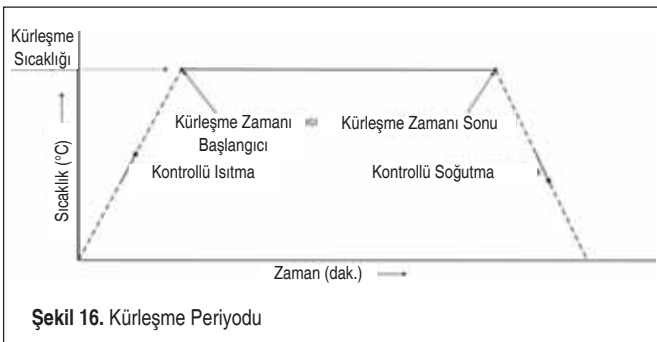 Kürleşme
Sıcaklığı
Sıcaklık (°C)
Kürleşme Zamanı
Başlangıcı
Kürleşme Zamanı Sonu
Kontrollü Isıtma
Kontrollü Soğutma
Zaman (dak.)
Şekil 16. Kürleşme Periyodu